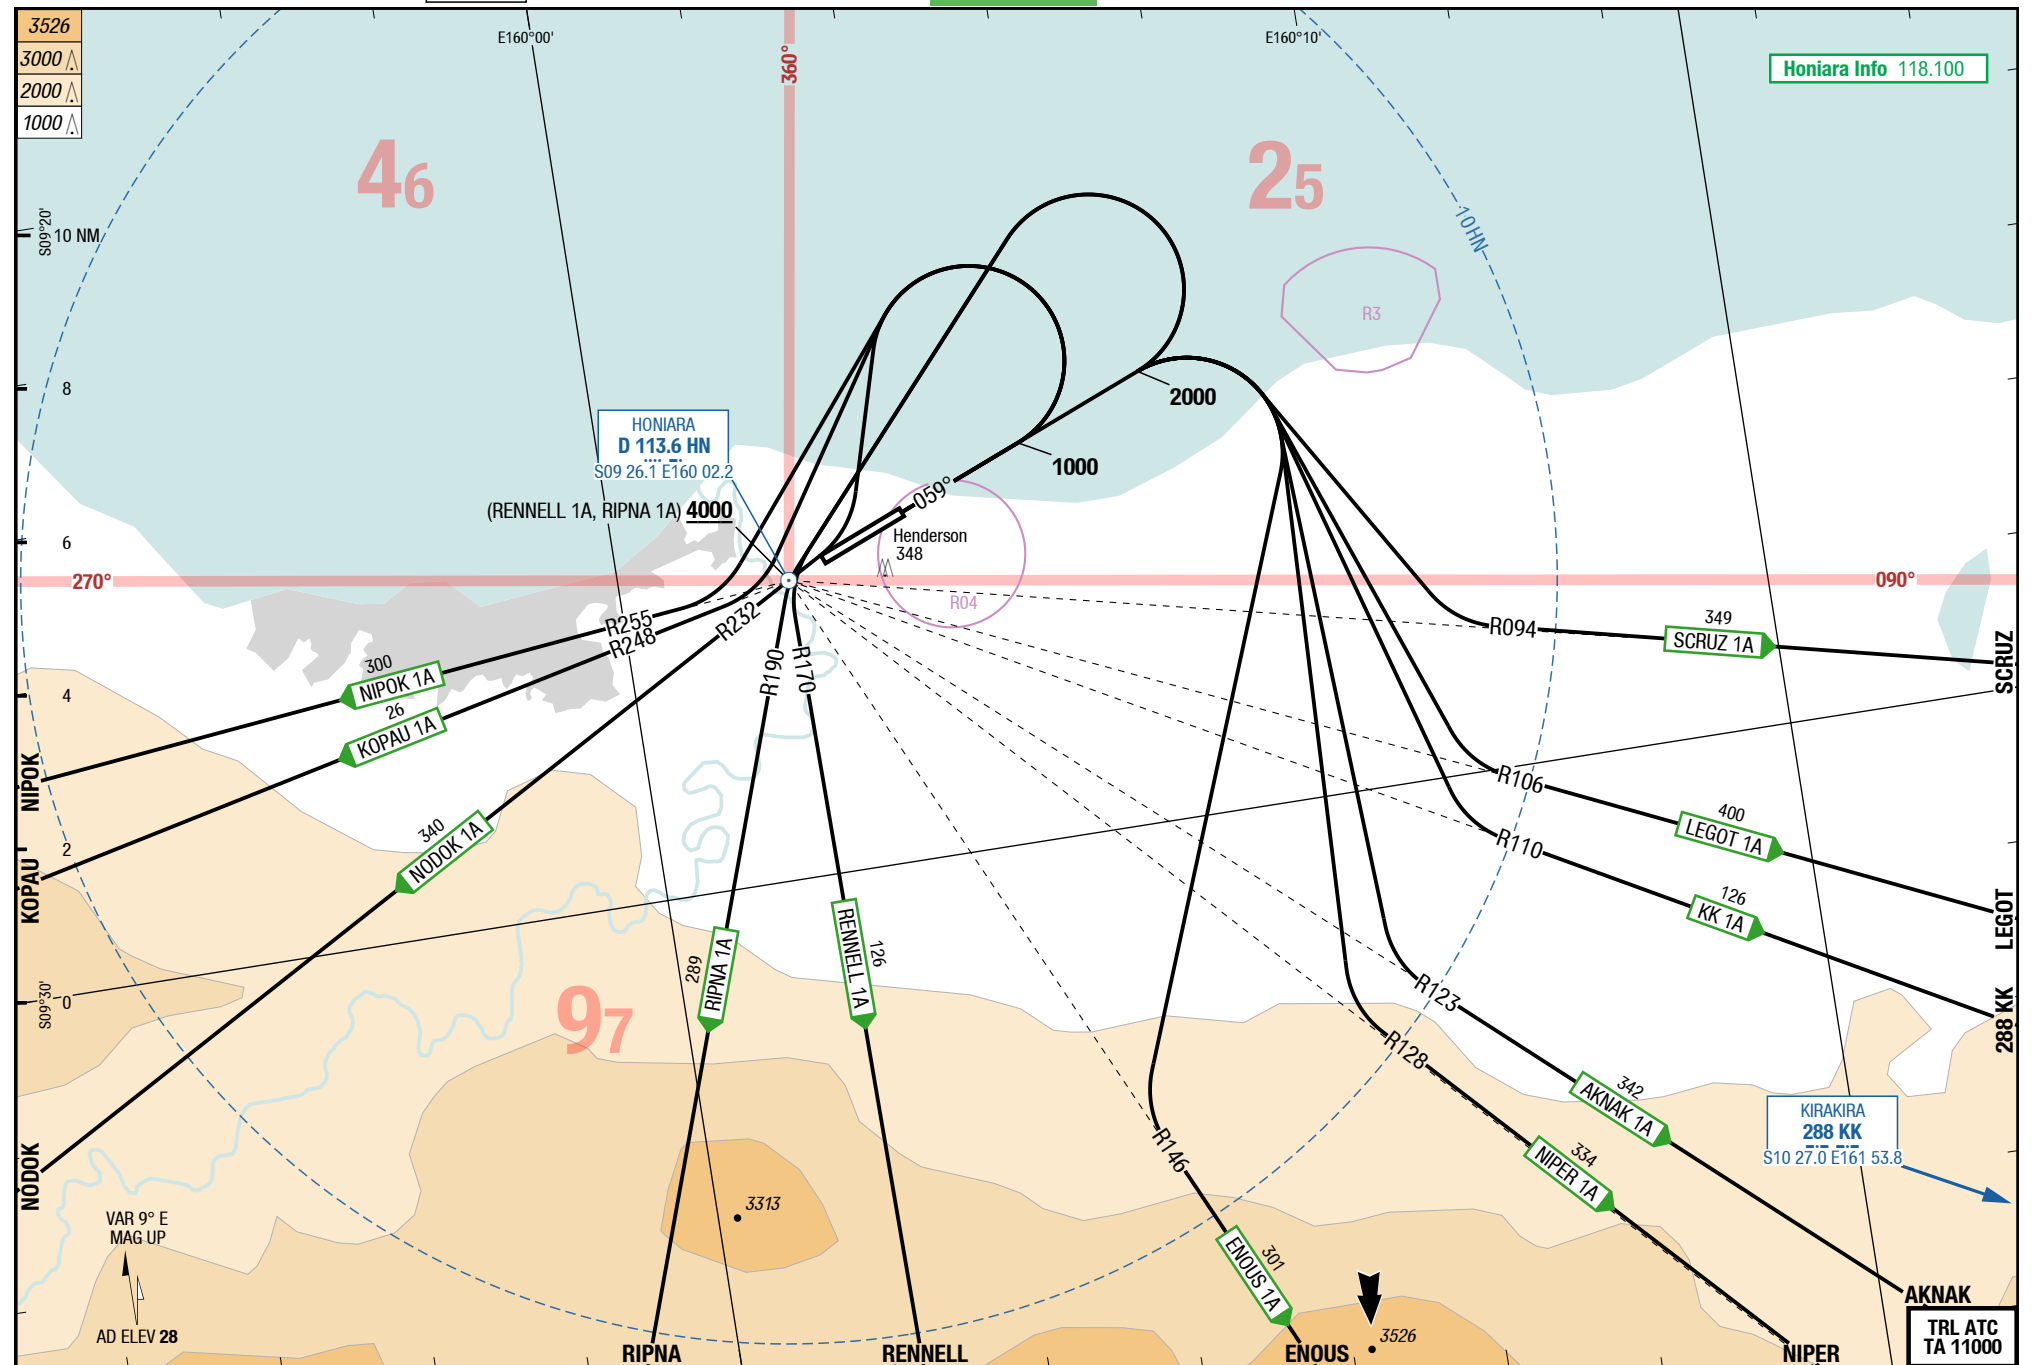 3526
3000
2000
1000
E160°00'
360°
E160°10'
Honiara Info 118.100
46
25
10HN
S09°20'
10 NM
R3
8
2000
HONIARA
D 113.6 HN
S09 26.1 E160 02.2
1000
059°
(RENNELL 1A, RIPNA 1A) 4000
Henderson
348
6
270°
090°
R04
R255
R248
R232
R190
R170
R094
349
SCRUZ 1A
SCRUZ
300
NIPOK 1A
4
26
KOPAU 1A
NIPOK
R106
400
LEGOT 1A
340
NODOK 1A
2
KOPAU
R110
126
KK 1A
LEGOT
RENNELL 1A
126
RIPNA 1A
289
S09°30'
0
97
R123
288 KK
R128
342
AKNAK 1A
KIRAKIRA
288 KK
S10 27.0 E161 53.8
R146
334
NIPER 1A
NODOK
3313
VAR 9° E
MAG UP
301
ENOUS 1A
AD ELEV 28
3526
AKNAK
TRL ATC
TA 11000
RIPNA
RENNELL
ENOUS
NIPER